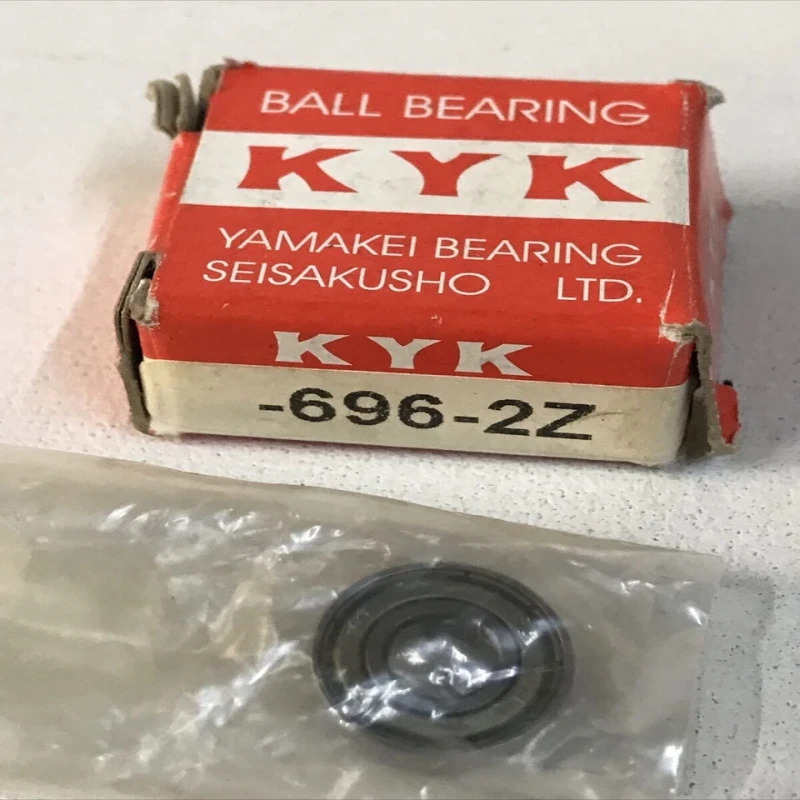 BALL BEARING
KYK
YAMAKEI BEARING
SEISAKUSHO LTD.
KYK
-696-2Z